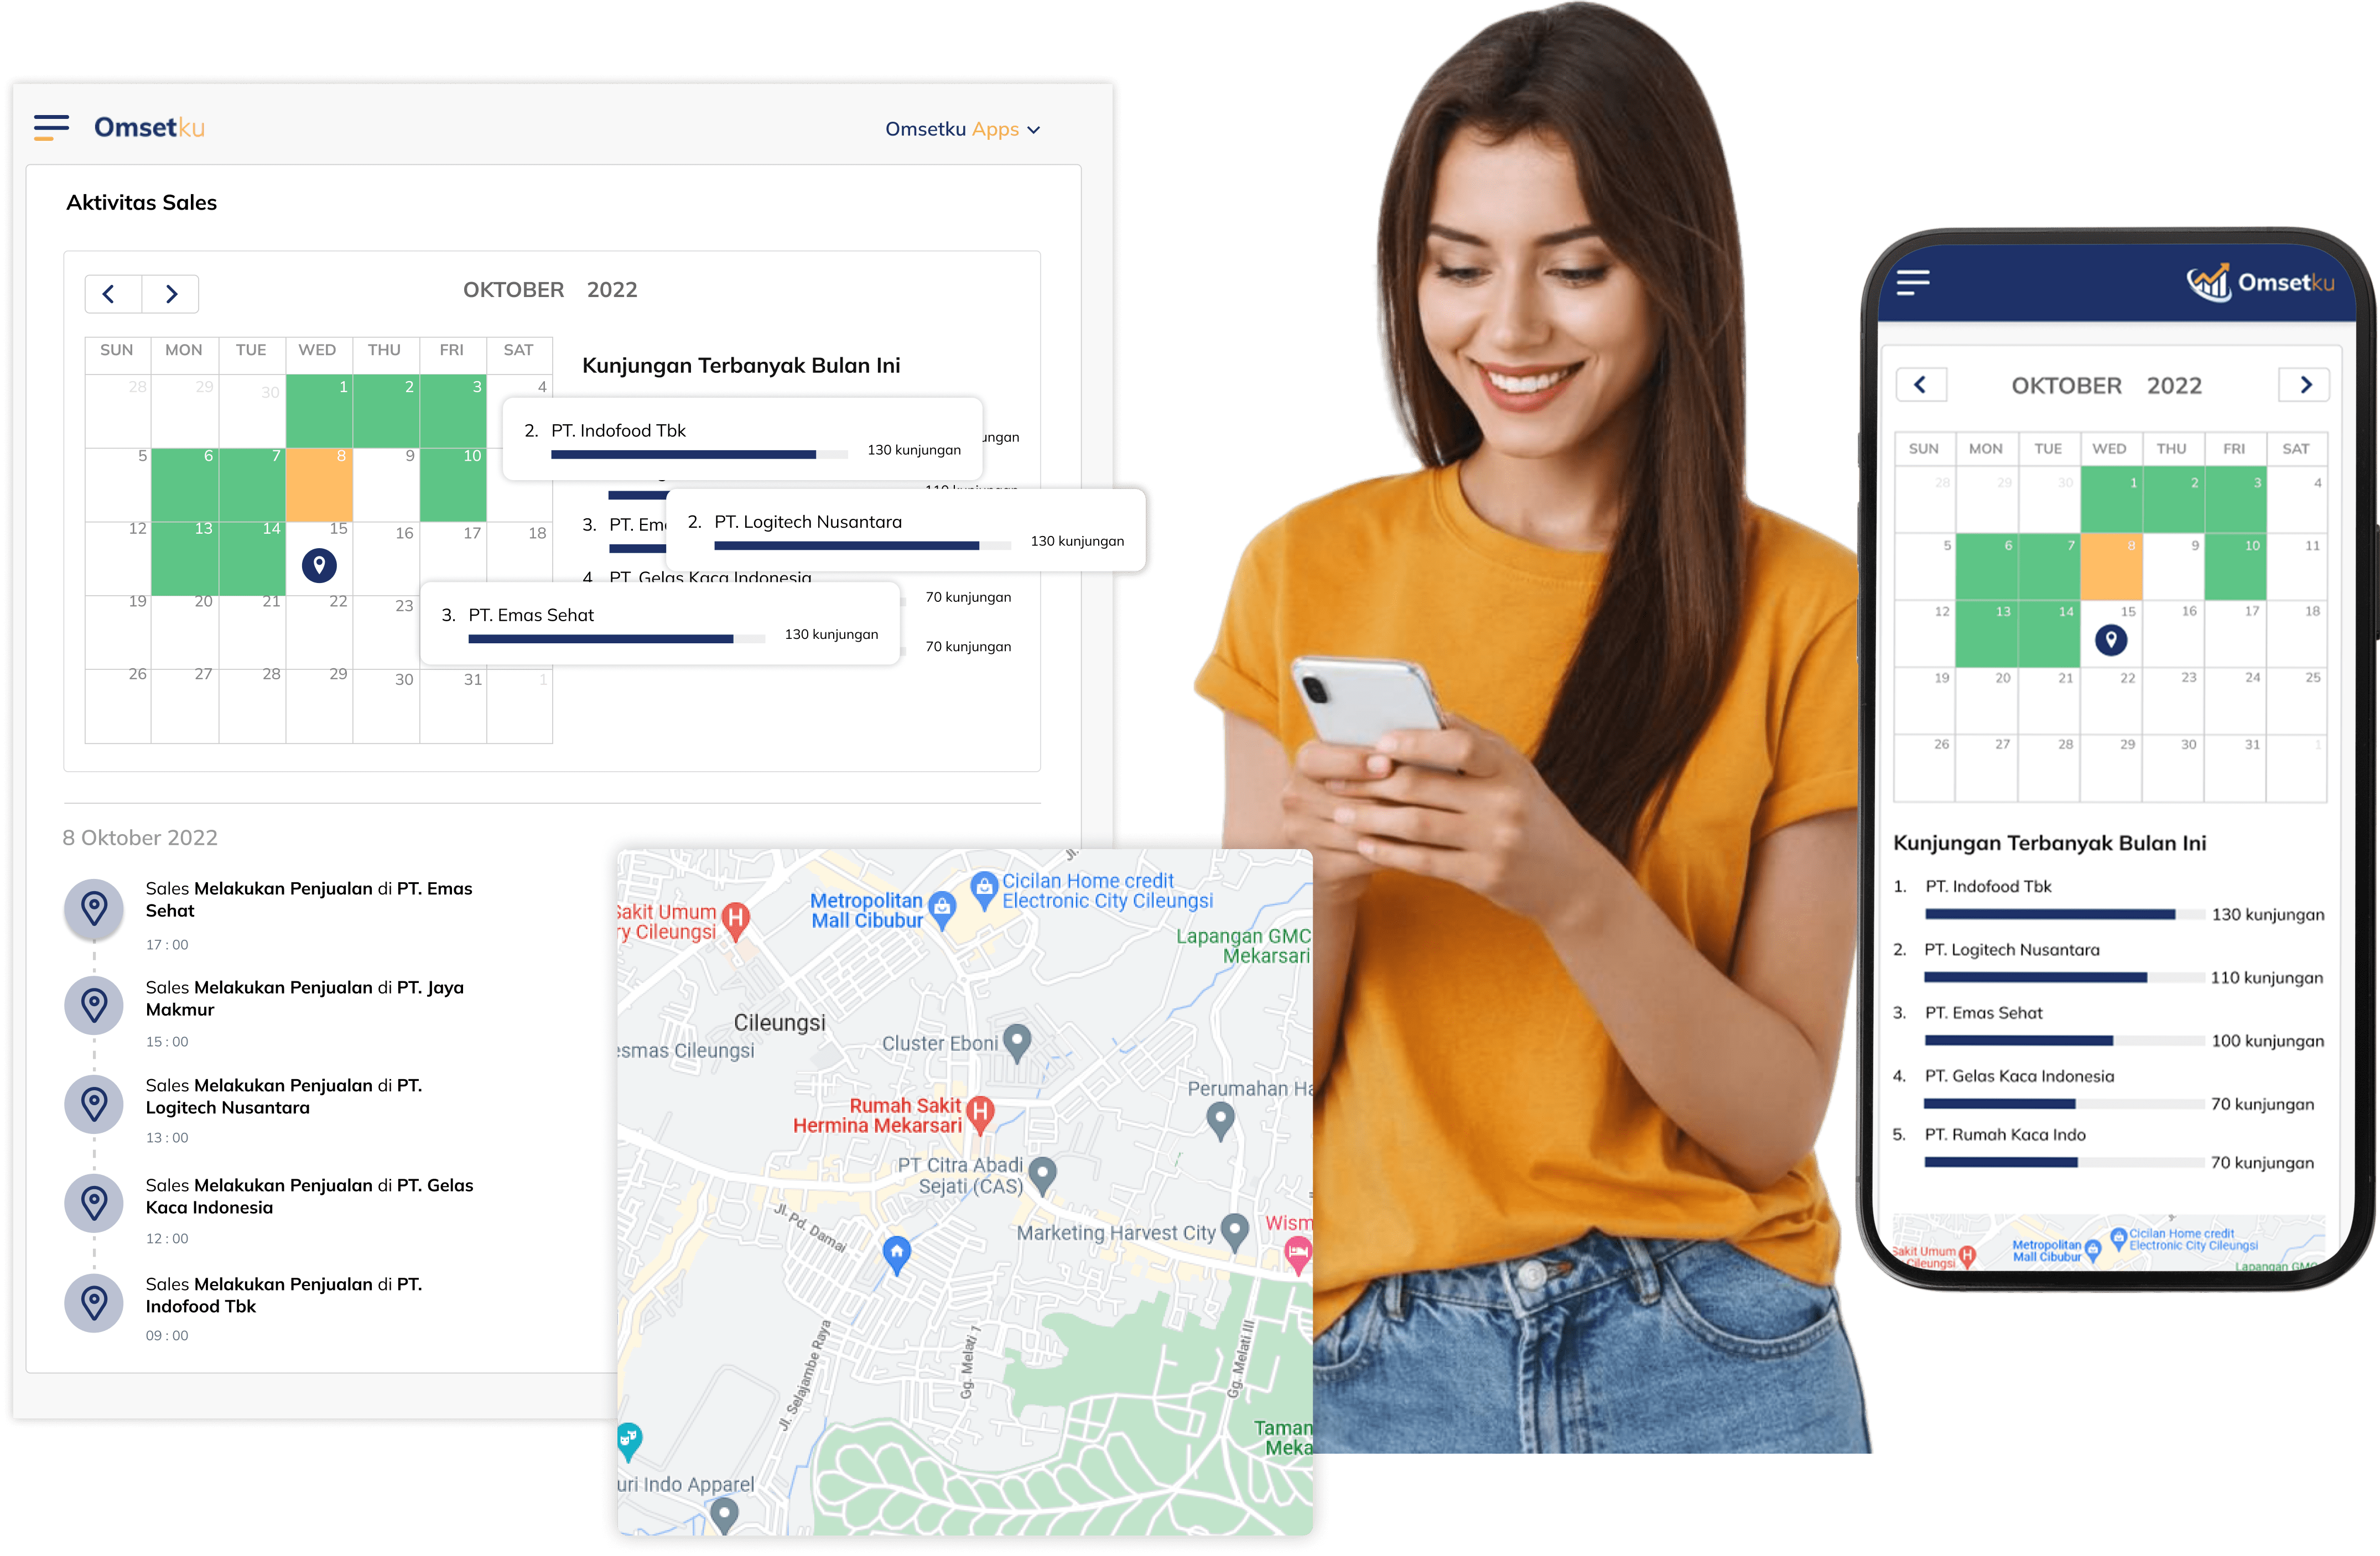 Omsetku
Omsetku Apps
Aktivitas Sales
OKTOBER 2022
SUN MON TUE WED THU FRI SAT
28 29 30 1 2 3 4
5 6 7 8 9 10
12 13 14 15 16 17 18
19 20 21 22 23
26 27 28 29 30 31 1
Kunjungan Terbanyak Bulan Ini
2. PT. Indofood Tbk
130 kunjungan
2. PT. Logitech Nusantara
130 kunjungan
3. PT.
4 PT. Gelas Kaca Indonesia
3. PT. Emas Sehat
130 kunjungan
70 kunjungan
70 kunjungan
8 Oktober 2022
Sales Melakukan Penjualan di PT. Emas
Sehat
17 : 00
Sales Melakukan Penjualan di PT. Jaya
Makmur
15 : 00
Sales Melakukan Penjualan di PT.
Logitech Nusantara
13 : 00
Sales Melakukan Penjualan di PT. Gelas
Kaca Indonesia
12 : 00
Sales Melakukan Penjualan di PT.
Indofood Tbk
09 : 00
Jl.
Cicilan Home credit
Electronic City Cileungsi
Metropolitan
Mall Cibubur
Sakit Umum
ry Cileungsi
Lapangan GMC
Mekarsari
Cileungsi
esmas Cileungsi
Cluster Eboni
Perumahan Ha
Rumah Sakit
Hermina Mekarsari
PT Citra Abadi
Sejati (CAS)
Jl. Pd. Damai
Marketing Harvest City
Wism
Jl. Selajambe Raya
Gg. Melati 1
Gg. Melati III
Taman
Meka
uri Indo Apparel
Omsetku
OKTOBER 2022
SUN MON TUE WED THU FRI SAT
28 29 30 1 2 3 4
5 6 7 8 9 10 11
12 13 14 15 16 17 18
19 20 21 22 23 24 25
26 27 28 29 30 31 1
Kunjungan Terbanyak Bulan Ini
1. PT. Indofood Tbk
130 kunjungan
2. PT. Logitech Nusantara
110 kunjungan
3. PT. Emas Sehat
100 kunjungan
4. PT. Gelas Kaca Indonesia
70 kunjungan
5. PT. Rumah Kaca Indo
70 kunjungan
Sakit Umum
Cileungsi
Metropolitan
Mall Cibubur
Cicilan Home credit
Electronic City Cileungsi
Lapangan GMC